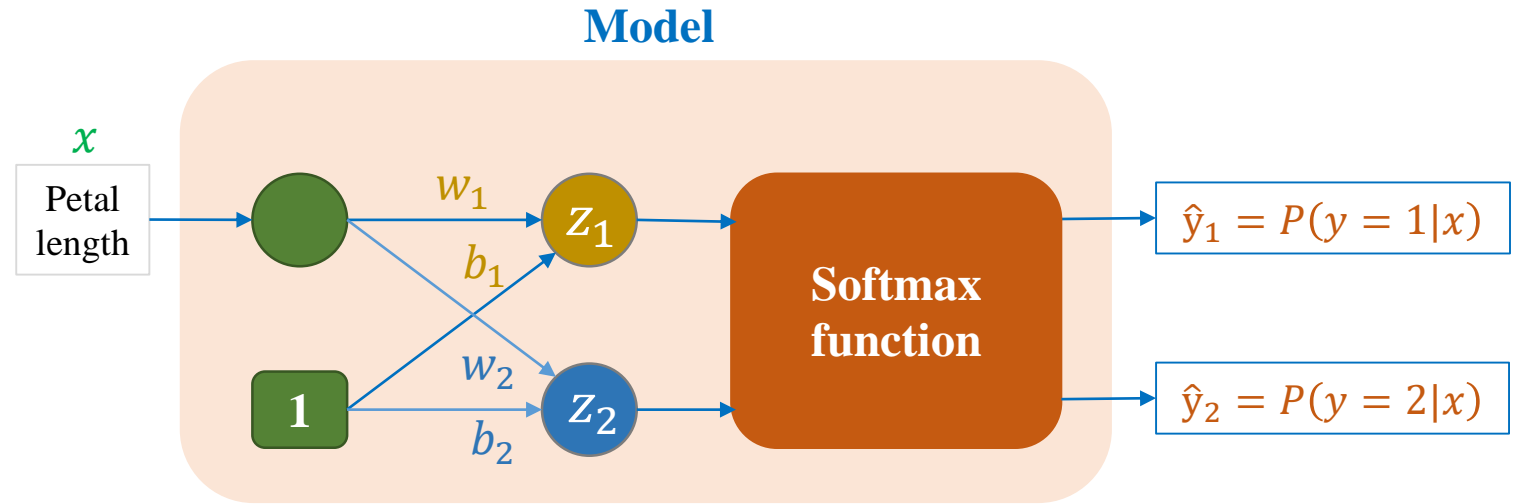 Model
x
Petal
length
w₁
z₁
b₁
Softmax
function
ŷ₁ = P(y = 1|x)
w₂
1
z₂
b₂
ŷ₂ = P(y = 2|x)